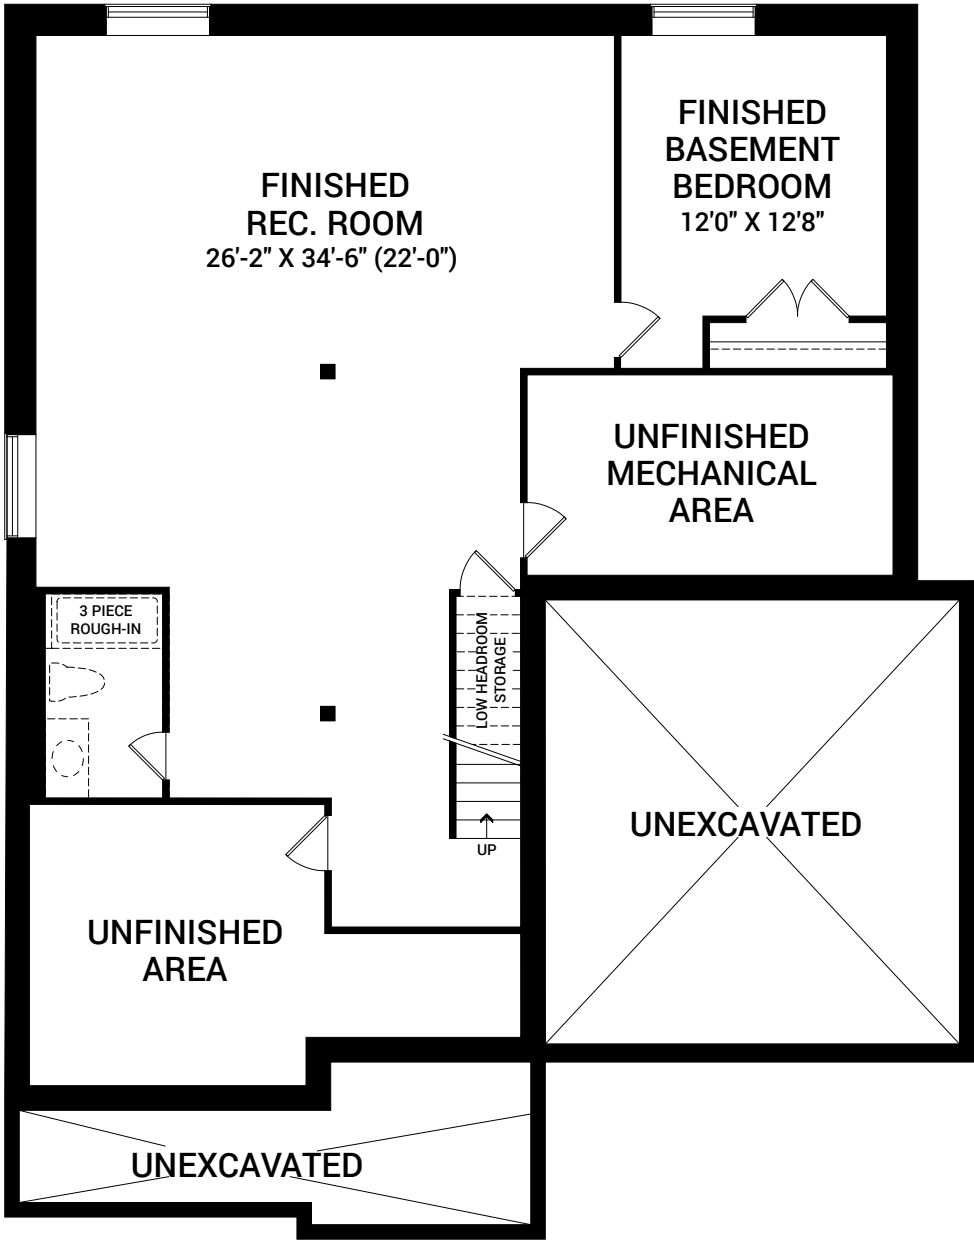 FINISHED
REC. ROOM
26'-2" X 34'-6" (22'-0")
FINISHED
BASEMENT
BEDROOM
12'0" X 12'8"
UNFINISHED
MECHANICAL
AREA
3 PIECE
ROUGH-IN
LOW HEADROOM
STORAGE
UP
UNEXCAVATED
UNFINISHED
AREA
UNEXCAVATED